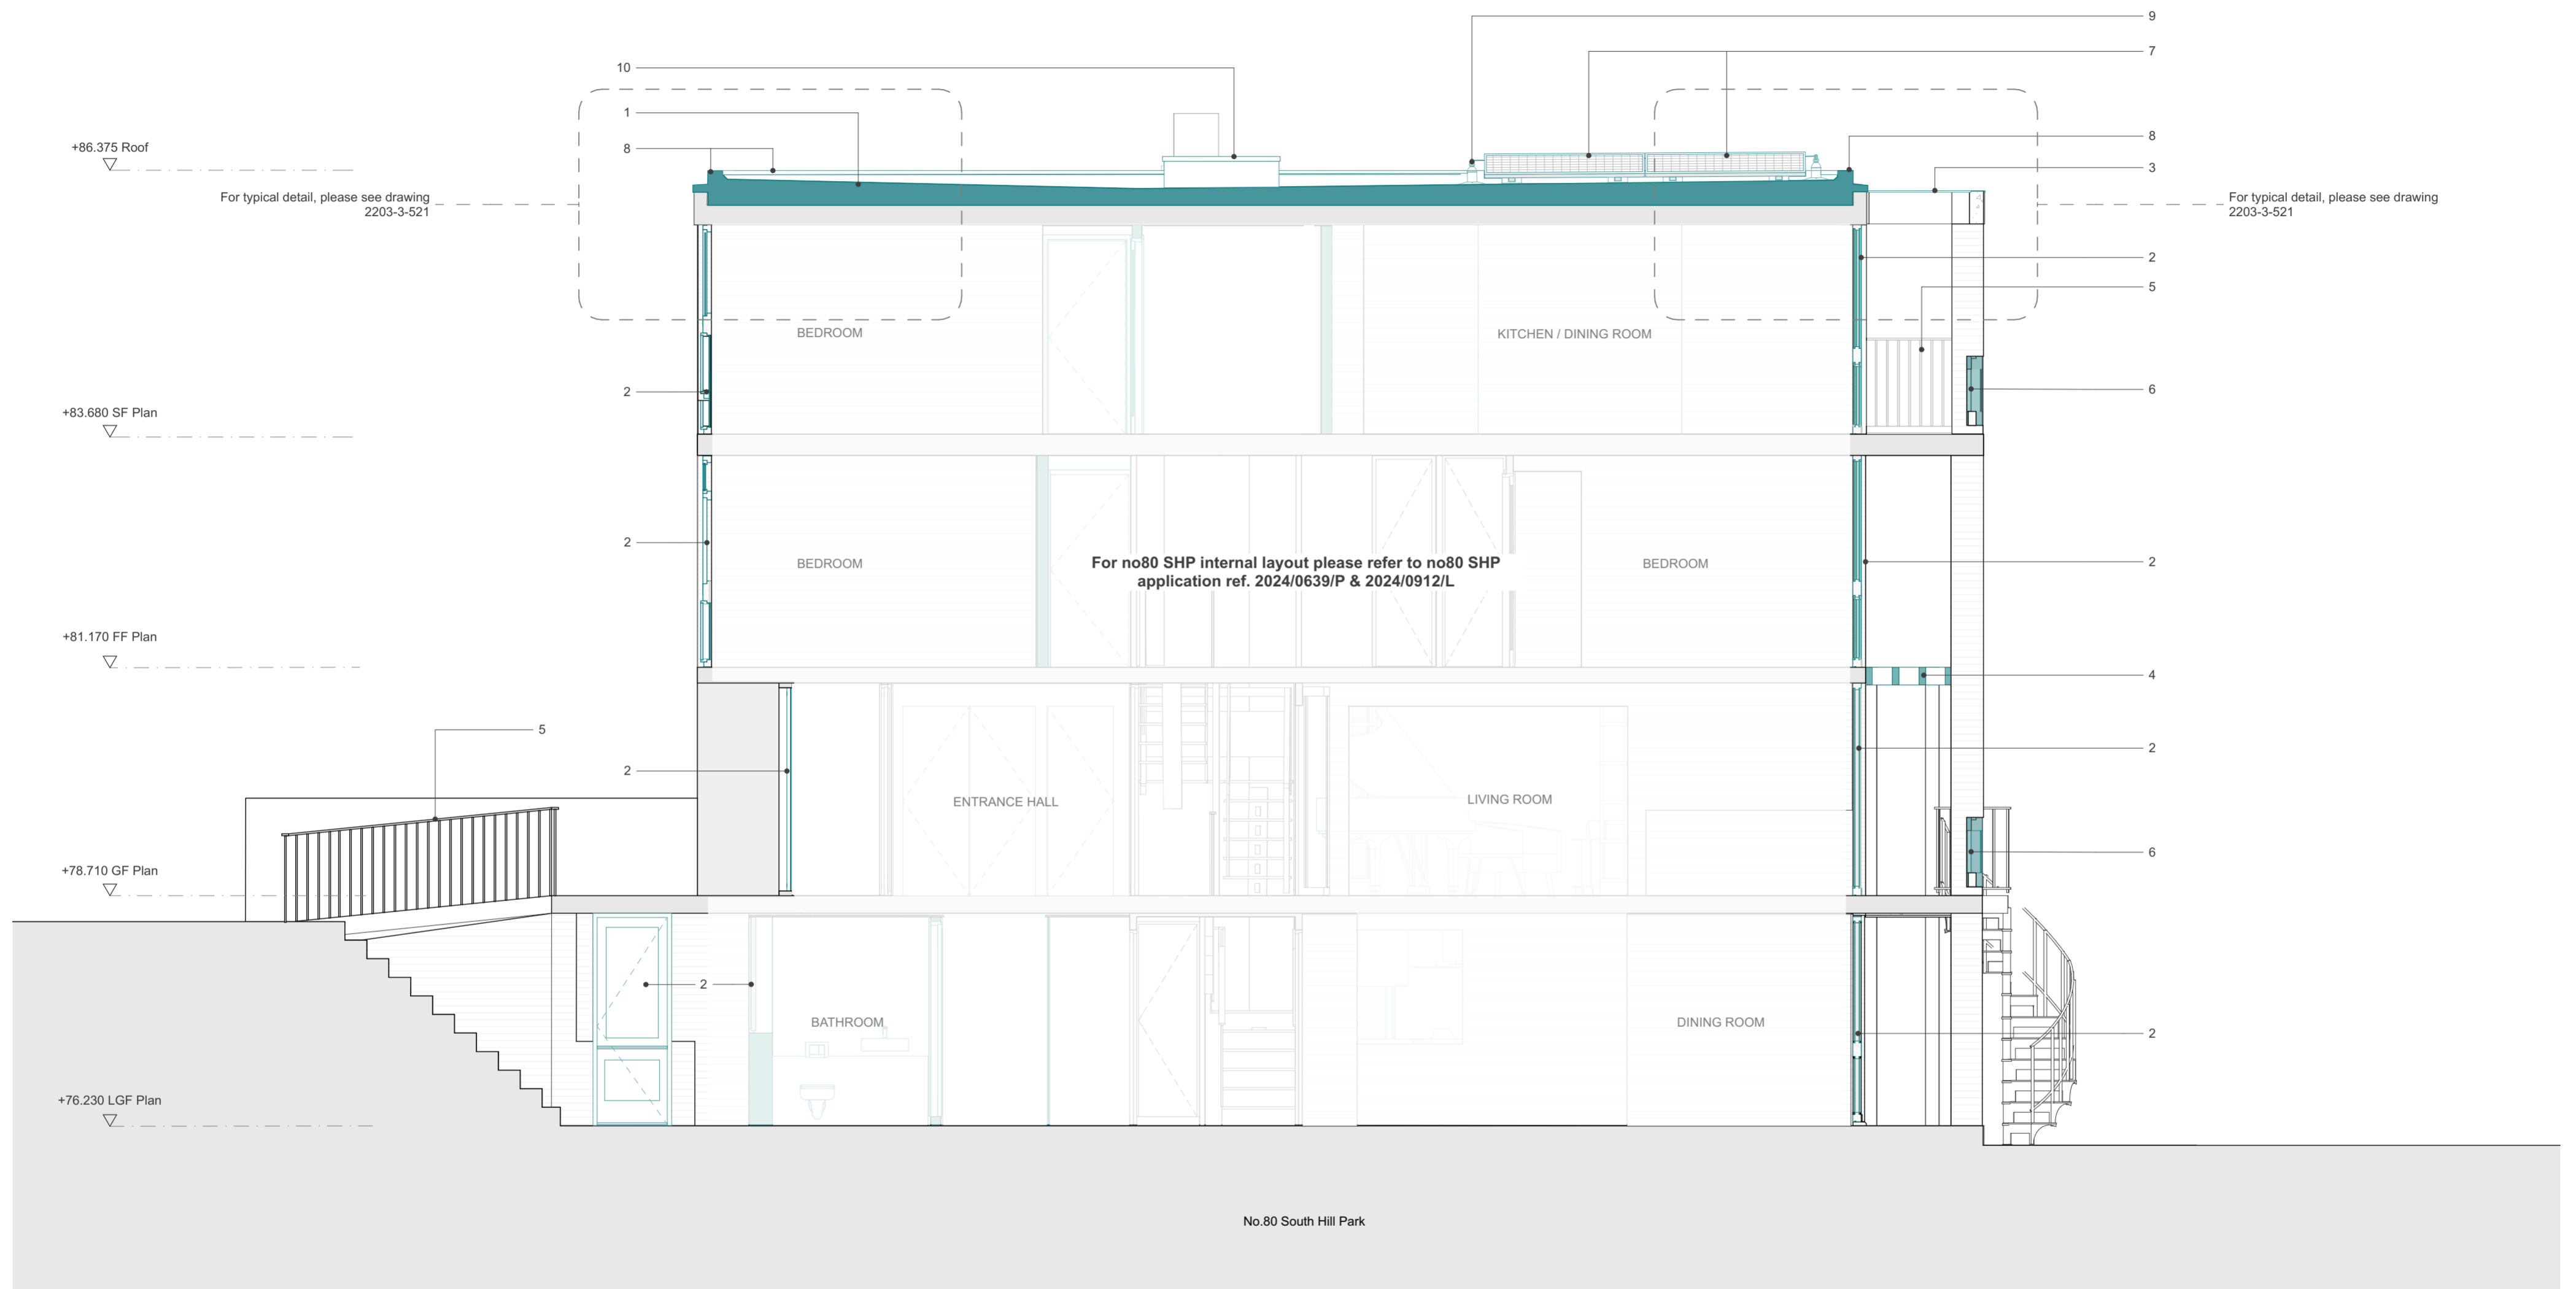 9
7
10
1
8
8
3
+86.375 Roof
For typical detail, please see drawing
2203-3-521
For typical detail, please see drawing
2203-3-521
2
5
BEDROOM
KITCHEN / DINING ROOM
2
6
+83.680 SF Plan
2
BEDROOM
For no80 SHP internal layout please refer to no80 SHP
application ref. 2024/0639/P & 2024/0912/L
BEDROOM
2
+81.170 FF Plan
4
5
2
2
ENTRANCE HALL
LIVING ROOM
6
+78.710 GF Plan
2
BATHROOM
DINING ROOM
2
+76.230 LGF Plan
No.80 South Hill Park